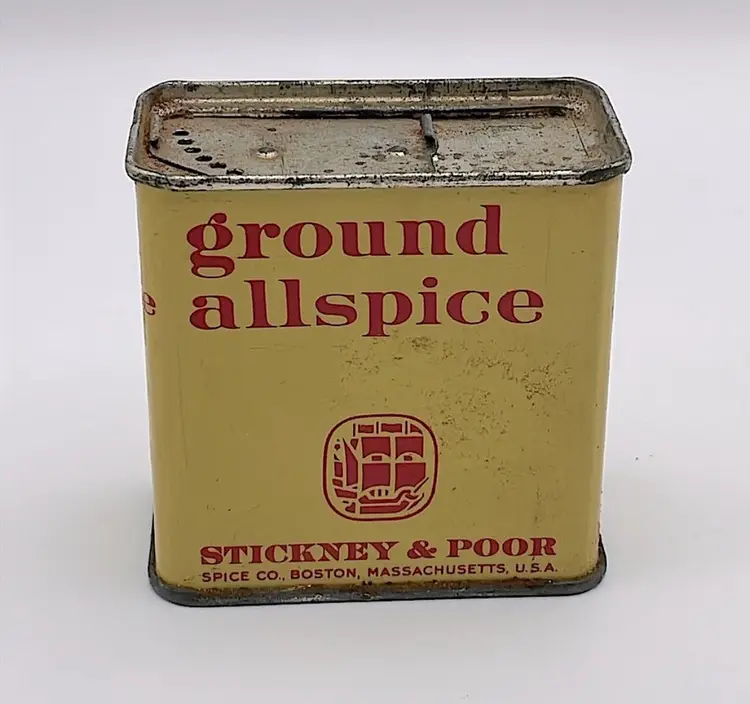 ground
allspice
STICKNEY & POOR
SPICE CO., BOSTON, MASSACHUSETTS, U.S.A.